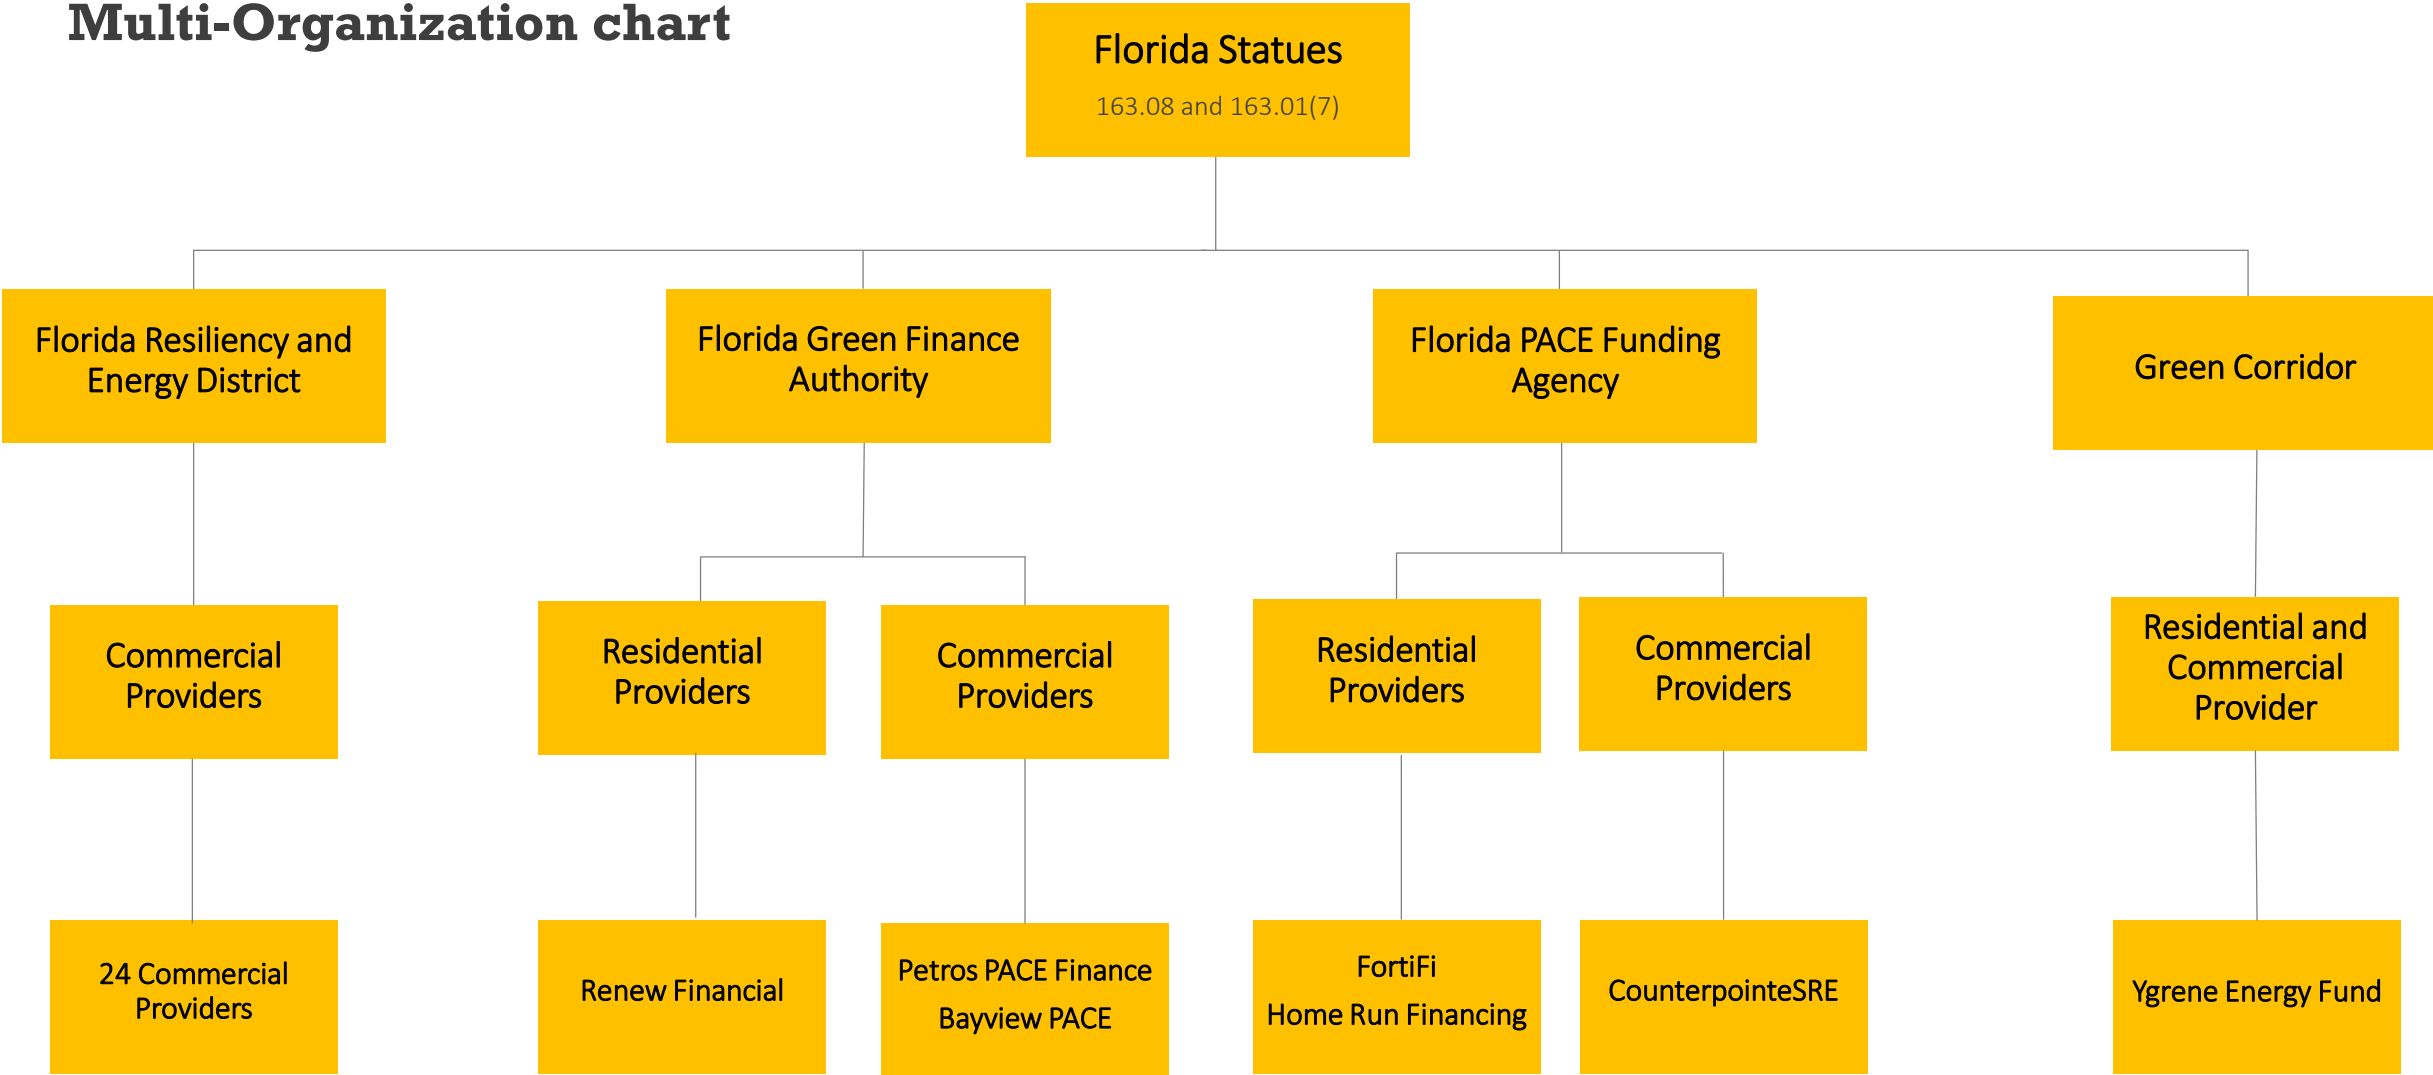 Multi-Organization chart
Florida Statues
163.08 and 163.01(7)
Florida Resiliency and
Energy District
Florida Green Finance
Authority
Florida PACE Funding
Agency
Green Corridor
Commercial
Providers
Residential
Providers
Commercial
Providers
Residential
Providers
Commercial
Providers
Residential and
Commercial
Provider
24 Commercial
Providers
Renew Financial
Petros PACE Finance
Bayview PACE
FortiFi
Home Run Financing
CounterpointeSRE
Ygrene Energy Fund